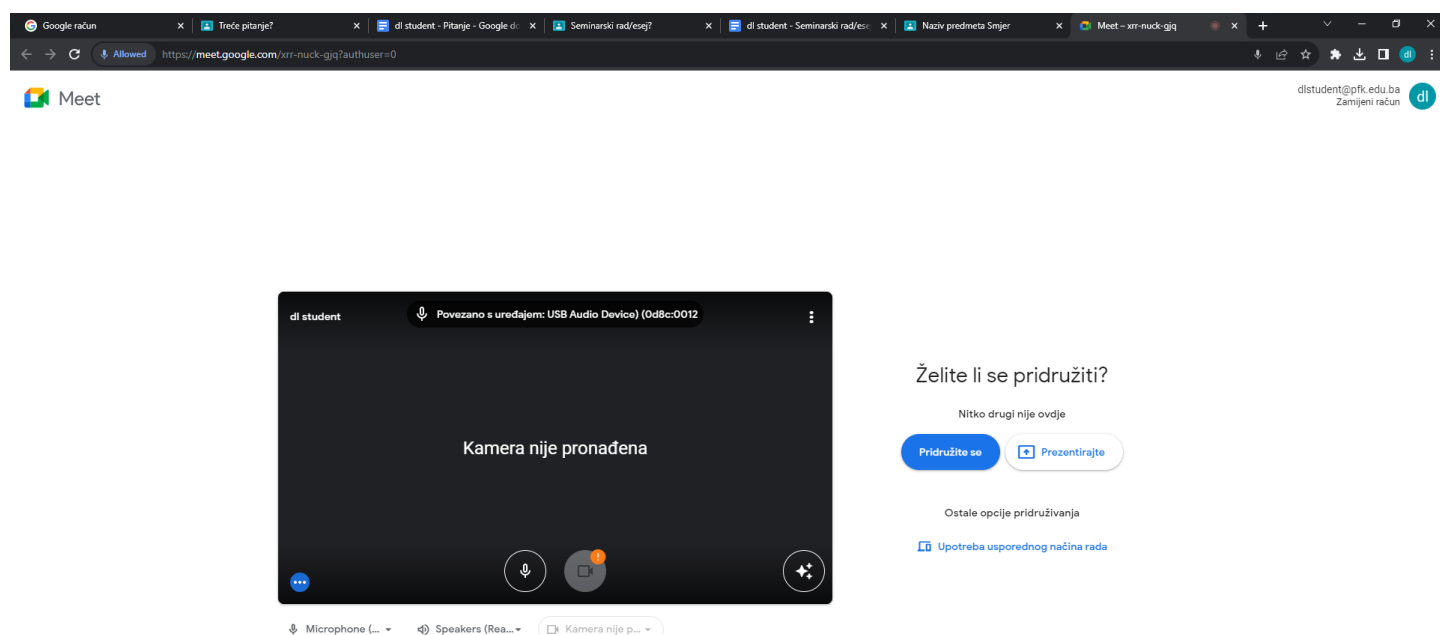 Google račun
Treće pitanje?
dl student - Pitanje - Google do
Seminarski rad/esej?
dl student - Seminarski rad/ese
Naziv predmeta Smjer
Meet – xrr-nuck-gjq
Allowed
https://meet.google.com/xrr-nuck-gjq?authuser=0
dl
Meet
dlstudent@pfk.edu.ba
Zamijeni račun
dl
dl student
Povezano s uređajem: USB Audio Device) (0d8c:0012
Kamera nije pronađena
Želite li se pridružiti?
Nitko drugi nije ovdje
Pridružite se
Prezentirajte
Ostale opcije pridruživanja
Upotreba usporednog načina rada
Microphone (...
Speakers (Rea...
Kamera nije p...